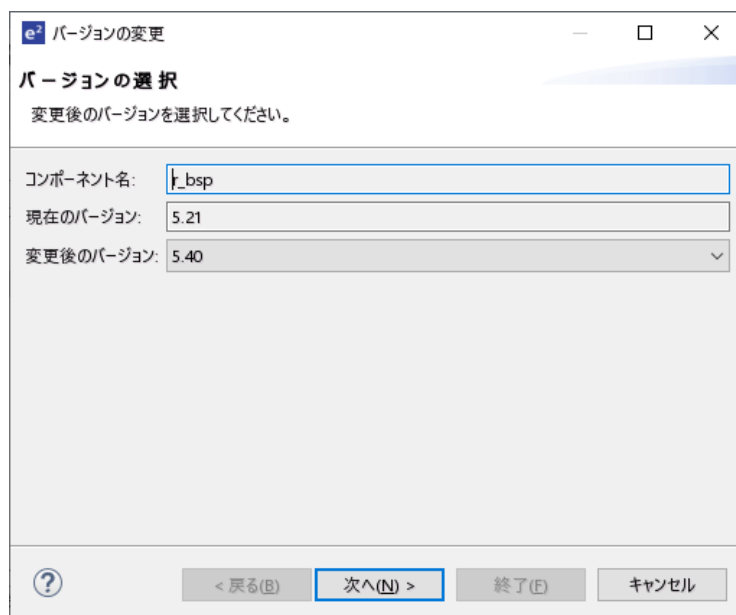 e² バージョンの変更
バージョンの選択
変更後のバージョンを選択してください。
コンポーネント名: r_bsp
現在のバージョン: 5.21
変更後のバージョン: 5.40
? < 戻る(B) 次へ(N) > 終了(F) キャンセル